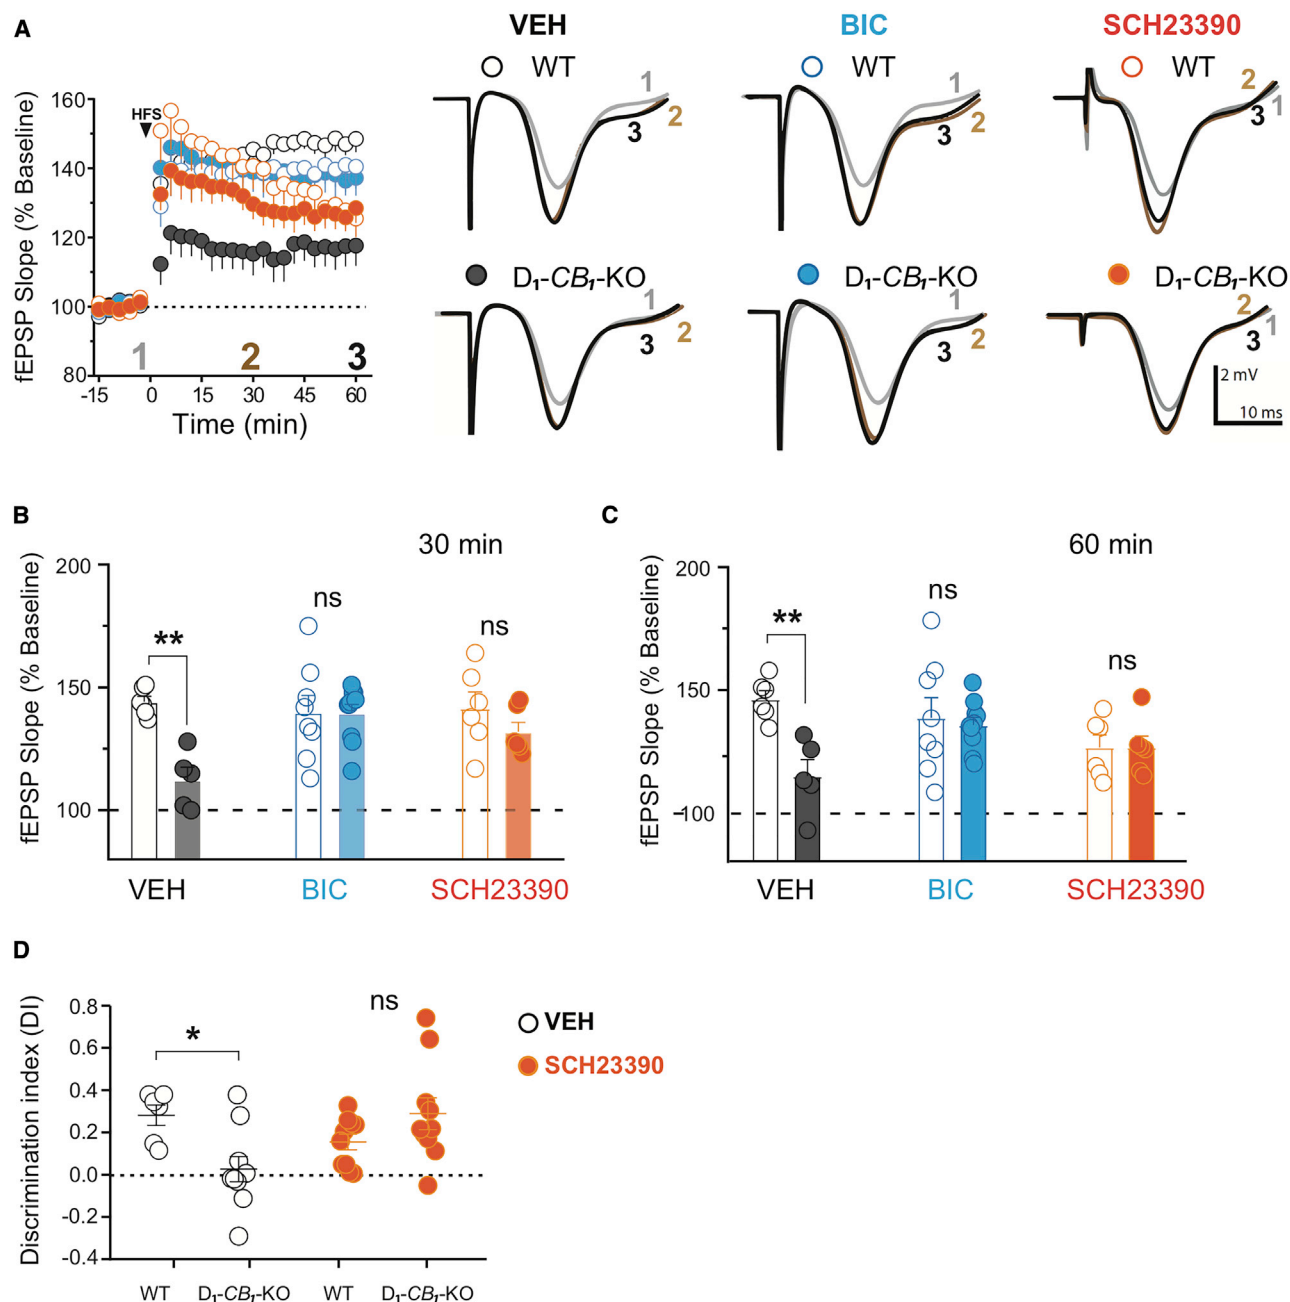 A
VEH
BIC
SCH23390
WT
WT
WT
1
2
3
1
2
3
2
1
3
HFS
fEPSP Slope (% Baseline)
160
140
120
100
80
1
2
3
-15
0
15
30
45
60
Time (min)
D₁-CB₁-KO
D₁-CB₁-KO
D₁-CB₁-KO
1
2
3
1
2
3
2
1
3
2 mV
10 ms
B
30 min
fEPSP Slope (% Baseline)
200
150
100
**
ns
ns
VEH
BIC
SCH23390
C
60 min
fEPSP Slope (% Baseline)
200
150
100
**
ns
ns
VEH
BIC
SCH23390
D
Discrimination index (DI)
0.8
0.6
0.4
0.2
0.0
-0.2
-0.4
*
ns
VEH
SCH23390
WT
D₁-CB₁-KO
WT
D₁-CB₁-KO